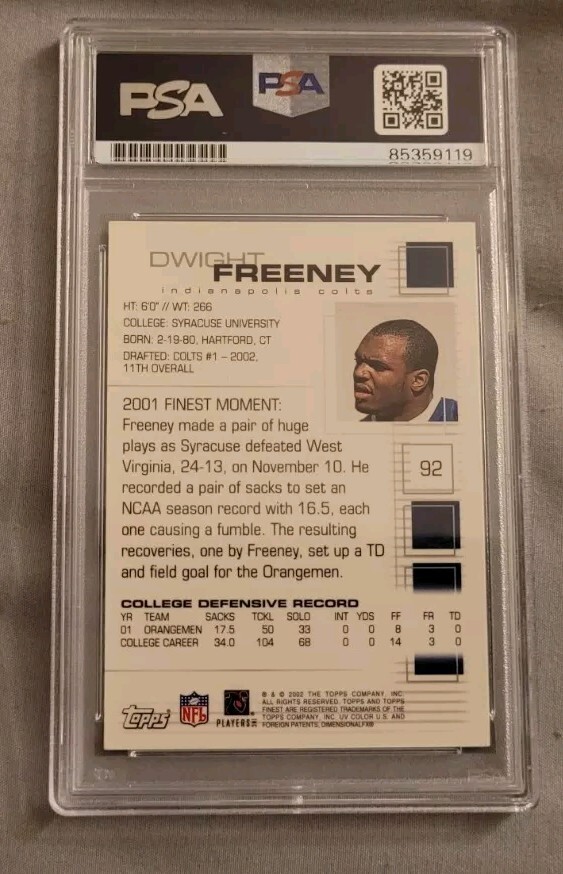 PSA
PSA
85359119
DWIGHT
FREENEY
indianapolis colts
HT: 6'0" // WT: 266
COLLEGE: SYRACUSE UNIVERSITY
BORN: 2-19-80, HARTFORD, CT
DRAFTED: COLTS #1 – 2002,
11TH OVERALL
2001 FINEST MOMENT:
Freeney made a pair of huge
plays as Syracuse defeated West
Virginia, 24-13, on November 10. He
recorded a pair of sacks to set an
NCAA season record with 16.5, each
one causing a fumble. The resulting
recoveries, one by Freeney, set up a TD
and field goal for the Orangemen.
92
COLLEGE DEFENSIVE RECORD
YR TEAM SACKS TCKL SOLO INT YDS FF FR TD
01 ORANGEMEN 17.5 50 33 0 0 8 3 0
COLLEGE CAREER 34.0 104 68 0 0 14 3 0
topps
NFL
PLAYERS INC
® & © 2002 THE TOPPS COMPANY, INC.
ALL RIGHTS RESERVED. TOPPS AND TOPPS
FINEST ARE REGISTERED TRADEMARKS OF THE
TOPPS COMPANY, INC. UV COLOR U.S. AND
FOREIGN PATENTS, DIMENSIONALFX®